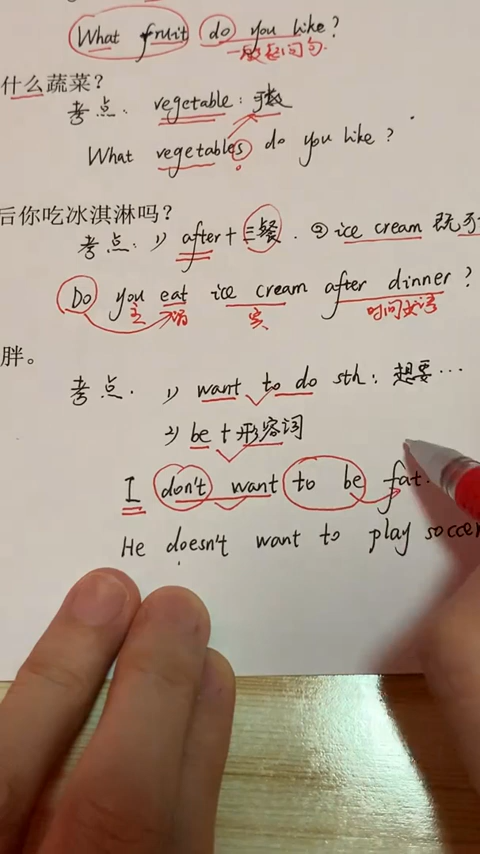 What fruit do you like?
一般疑问句.
什么蔬菜?
考点. vegetable: 可数
What vegetables do you like?
后你吃冰淇淋吗?
考点: 1) after + 三餐. ② ice cream 既可
Do you eat ice cream after dinner?
主 谓 宾 时间状语
胖。
考点. 1) want to do sth: 想要…
2) be + 形容词
I don't want to be fat.
He doesn't want to play soccer